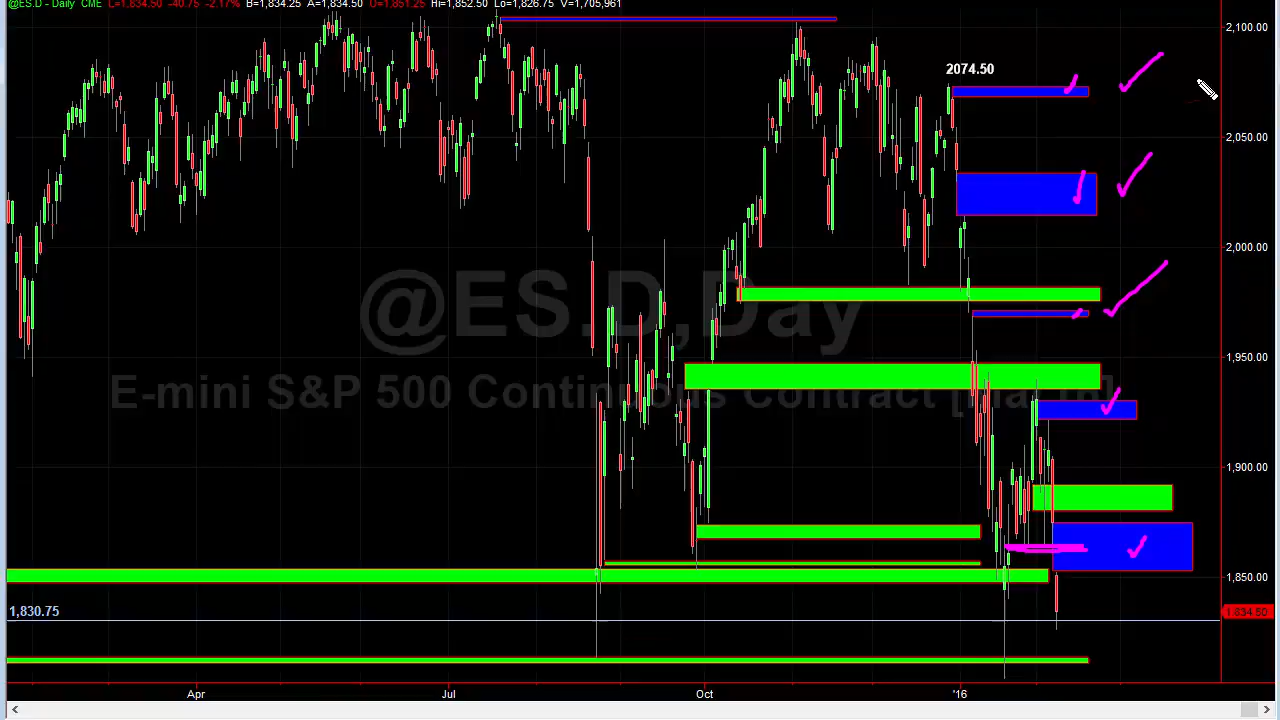 @ES.D - Daily CME L=1,834.50 -40.75 -2.17% B=1,834.25 A=1,834.50 O=1,851.25 Hi=1,852.50 Lo=1,826.75 V=1,705,961
2,100.00
2074.50
2,050.00
2,000.00
@ES.D,Day
1,950.00
E-mini S&P 500 Continuous Contract [Mar16]
1,900.00
1,850.00
1,830.75
1,834.50
Apr Jul Oct '16